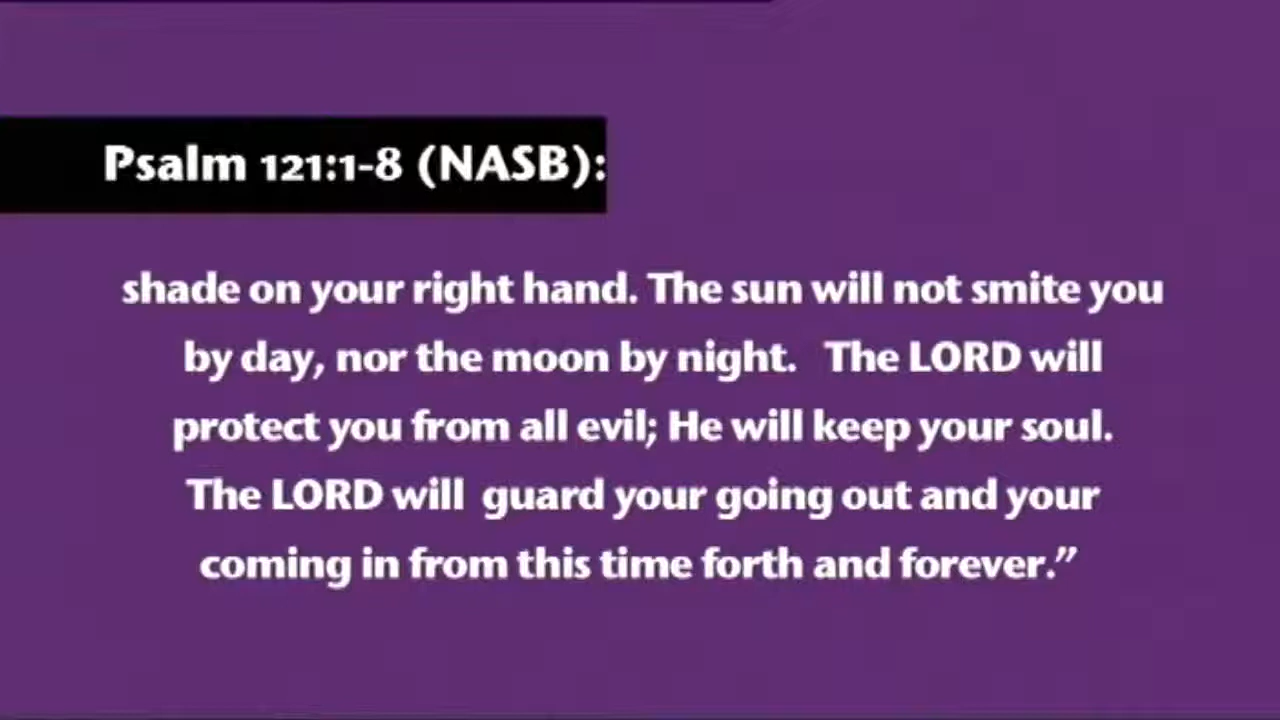 Psalm 121:1-8 (NASB):
shade on your right hand. The sun will not smite you
by day, nor the moon by night.   The LORD will
protect you from all evil; He will keep your soul.
The LORD will  guard your going out and your
coming in from this time forth and forever.”